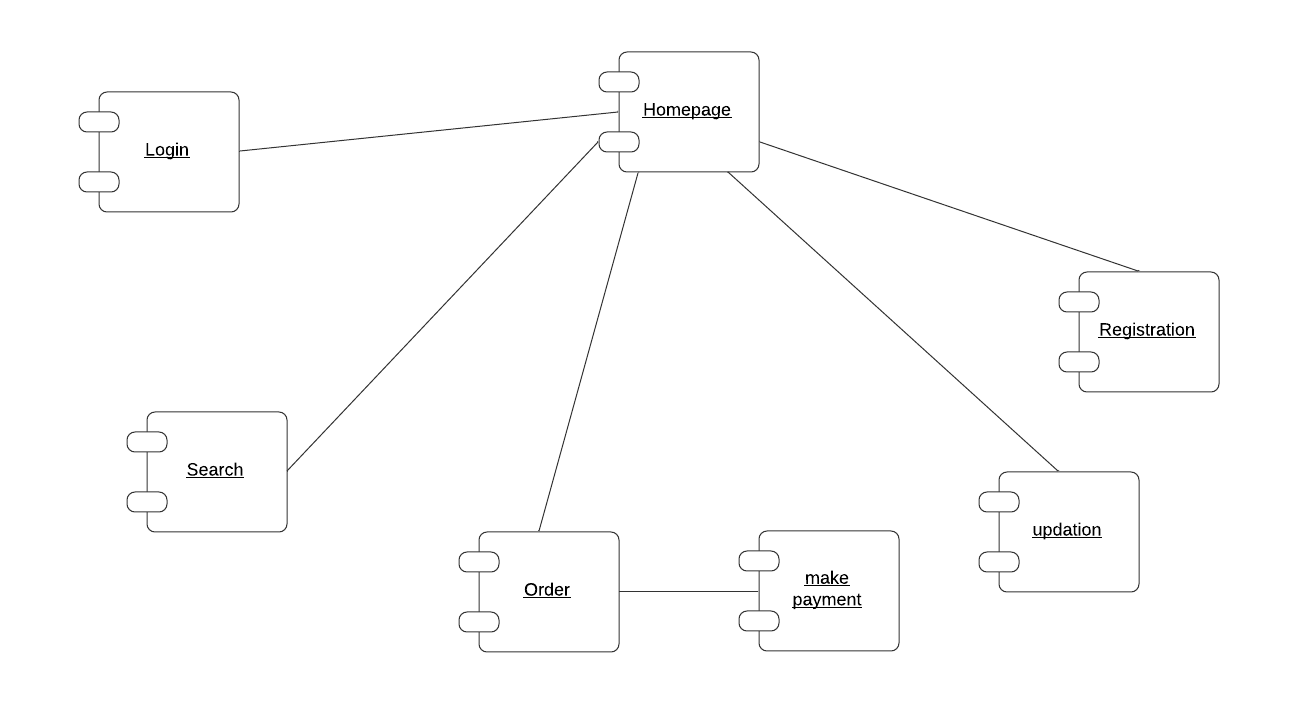 Homepage
Login
Registration
Search
updation
Order
make
payment